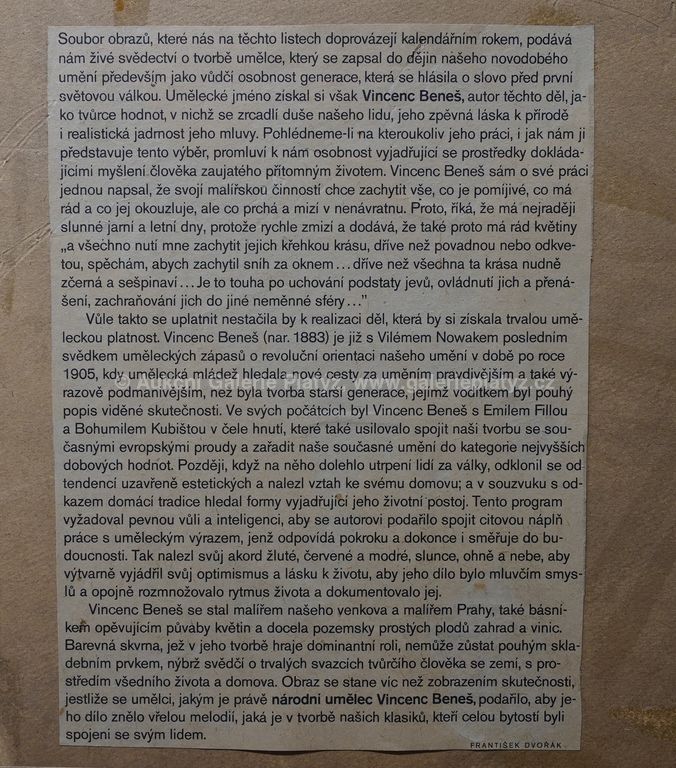 Soubor obrazů, které nás na těchto listech doprovázejí kalendářním rokem, podává
nám živé svědectví o tvorbě umělce, který se zapsal do dějin našeho novodobého
umění především jako vůdčí osobnost generace, která se hlásila o slovo před první
světovou válkou. Umělecké jméno získal si však Vincenc Beneš, autor těchto děl, ja-
ko tvůrce hodnot, v nichž se zrcadlí duše našeho lidu, jeho zpěvná láska k přírodě
i realistická jadrnost jeho mluvy. Pohlédneme-li na kteroukoliv jeho práci, i jak nám ji
představuje tento výběr, promluví k nám osobnost vyjadřující se prostředky dokláda-
jícími myšlení člověka zaujatého přítomným životem. Vincenc Beneš sám o své práci
jednou napsal, že svojí malířskou činností chce zachytit vše, co je pomíjivé, co má
rád a co jej okouzluje, ale co prchá a mizí v nenávratnu. Proto, říká, že má nejraději
slunné jarní a letní dny, protože rychle zmizí a dodává, že také proto má rád květiny
„a všechno nutí mne zachytit jejich křehkou krásu, dříve než povadnou nebo odkve-
tou, spěchám, abych zachytil sníh za oknem...dříve než všechna ta krása nudně
zčerná a sešpinaví...Je to touha po uchování podstaty jevů, ovládnutí jich a přená-
šení, zachraňování jich do jiné neměnné sféry..."
Vůle takto se uplatnit nestačila by k realizaci děl, která by si získala trvalou umě-
leckou platnost. Vincenc Beneš (nar. 1883) je již s Vilémem Nowakem posledním
svědkem uměleckých zápasů o revoluční orientaci našeho umění v době po roce
1905, kdy umělecká mládež hledala nové cesty za uměním pravdivějším a také vý-
razově podmanivějším, než byla tvorba starší generace, jejímž vodítkem byl pouhý
popis viděné skutečnosti. Ve svých počátcích byl Vincenc Beneš s Emilem Fillou
a Bohumilem Kubištou v čele hnutí, které také usilovalo spojit naši tvorbu se sou-
časnými evropskými proudy a zařadit naše současné umění do kategorie nejvyšších
dobových hodnot. Později, když na něho dolehlo utrpení lidí za války, odklonil se od
tendencí uzavřeně estetických a nalezl vztah ke svému domovu; a v souzvuku s od-
kazem domácí tradice hledal formy vyjadřující jeho životní postoj. Tento program
vyžadoval pevnou vůli a inteligenci, aby se autorovi podařilo spojit citovou náplň
práce s uměleckým výrazem, jenž odpovídá pokroku a dokonce i směřuje do bu-
doucnosti. Tak nalezl svůj akord žluté, červené a modré, slunce, ohně a nebe, aby
výtvarně vyjádřil svůj optimismus a lásku k životu, aby jeho dílo bylo mluvčím smys-
lů a opojně rozmnožovalo rytmus života a dokumentovalo jej.
Vincenc Beneš se stal malířem našeho venkova a malířem Prahy, také básní-
kem opěvujícím půvaby květin a docela pozemsky prostých plodů zahrad a vinic.
Barevná skvrna, jež v jeho tvorbě hraje dominantní roli, nemůže zůstat pouhým skla-
debním prvkem, nýbrž svědčí o trvalých svazcích tvůrčího člověka se zemí, s pro-
středím všedního života a domova. Obraz se stane víc než zobrazením skutečnosti,
jestliže se umělci, jakým je právě národní umělec Vincenc Beneš, podařilo, aby je-
ho dílo znělo vřelou melodií, jaká je v tvorbě našich klasiků, kteří celou bytostí byli
spojeni se svým lidem.
FRANTIŠEK DVOŘÁK
© Aukční Galerie Platýz, www.galerieplatyz.cz